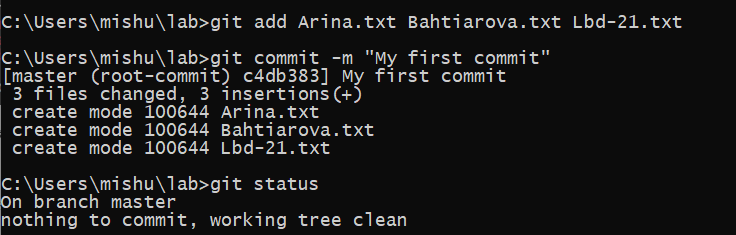 C:\Users\mishu\lab>git add Arina.txt Bahtiarova.txt Lbd-21.txt
C:\Users\mishu\lab>git commit -m "My first commit"
[master (root-commit) c4db383] My first commit
 3 files changed, 3 insertions(+)
 create mode 100644 Arina.txt
 create mode 100644 Bahtiarova.txt
 create mode 100644 Lbd-21.txt
C:\Users\mishu\lab>git status
On branch master
nothing to commit, working tree clean